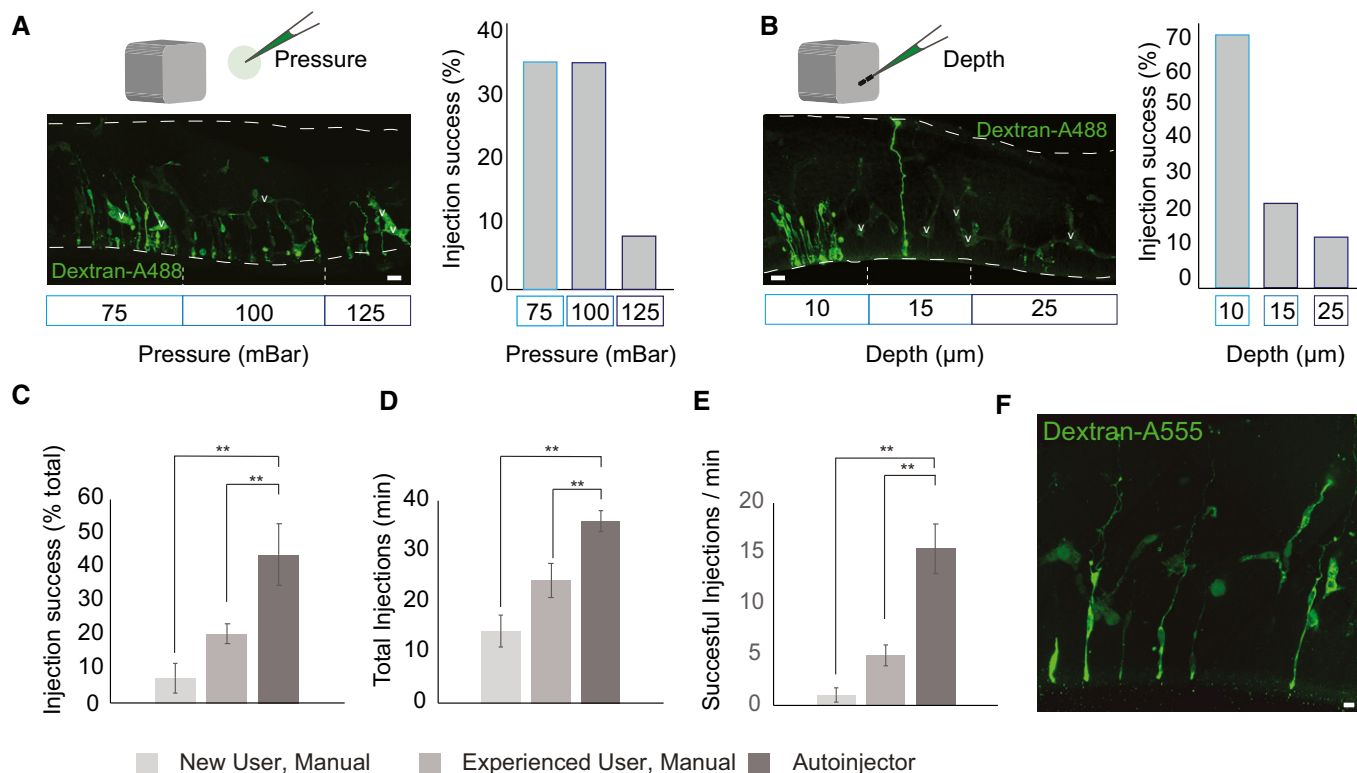 A
Pressure
Dextran-A488
v
v
v
v
v
75
100
125
Pressure (mBar)
Injection success (%)
40
30
20
10
0
75
100
125
Pressure (mBar)
B
Depth
Dextran-A488
v
v
v
v
v
10
15
25
Depth (µm)
Injection success (%)
70
60
50
40
30
20
10
0
10
15
25
Depth (µm)
C
Injection success (% total)
60
50
40
30
20
10
0
**
**
D
Total Injections (min)
40
30
20
10
0
**
**
E
Succesful Injections / min
20
15
10
5
0
**
**
F
Dextran-A555
New User, Manual
Experienced User, Manual
Autoinjector